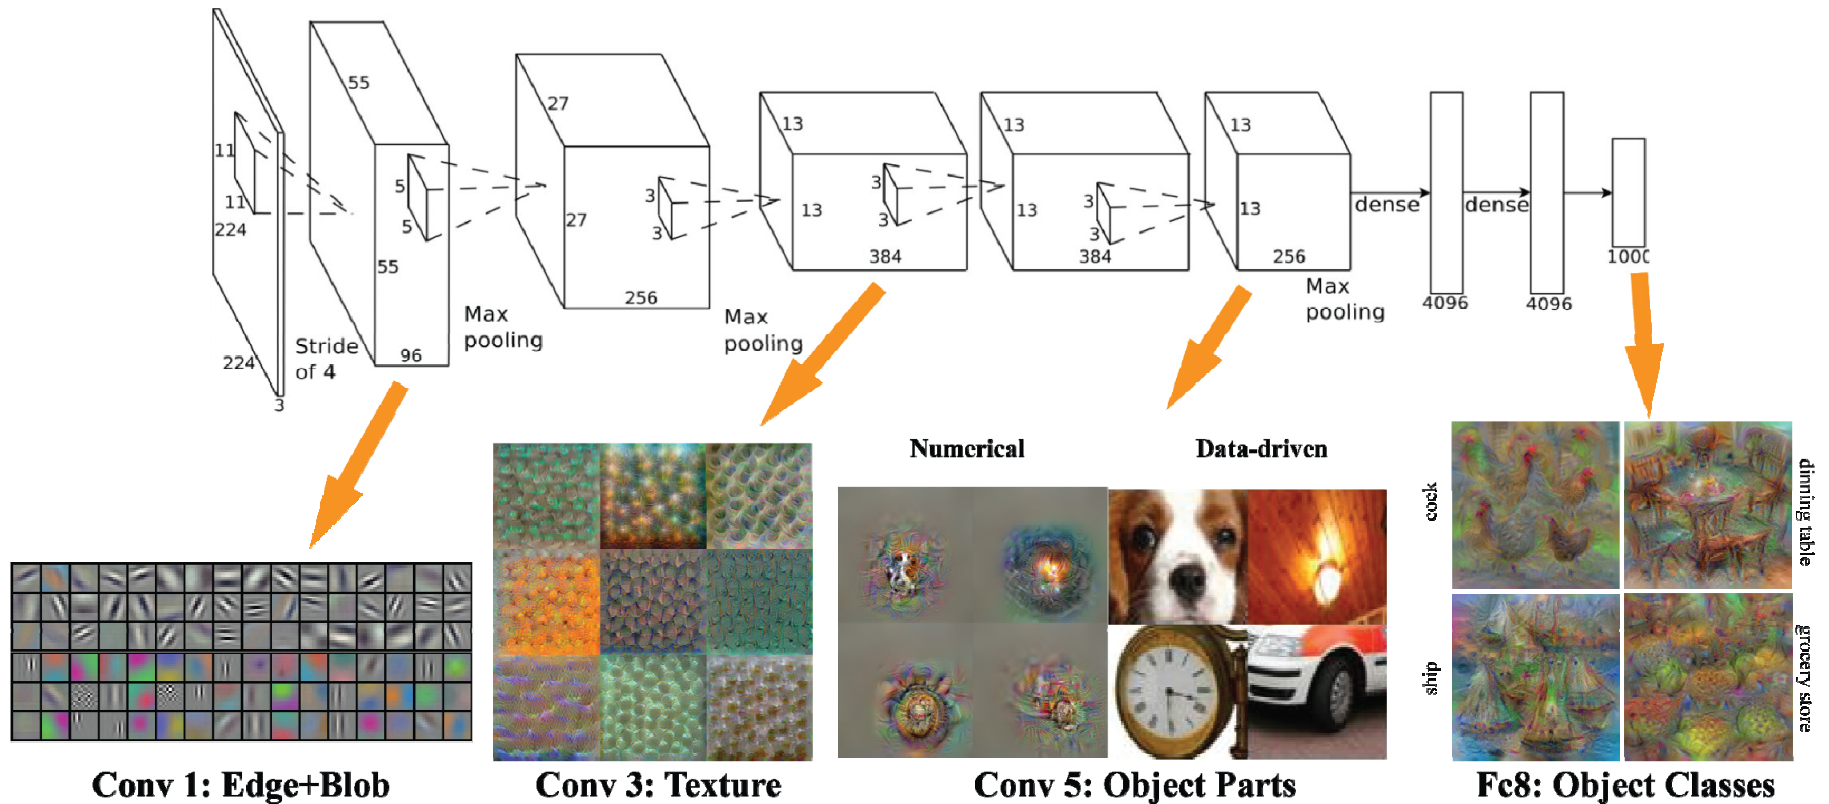 11
11
224
224
3
Stride
of 4
55
55
96
5
5
Max
pooling
27
27
256
3
3
Max
pooling
13
13
384
3
3
13
13
384
3
3
13
13
256
Max
pooling
dense
4096
dense
4096
1000
Numerical
Data-driven
cock
dinning table
ship
grocery store
Conv 1: Edge+Blob
Conv 3: Texture
Conv 5: Object Parts
Fc8: Object Classes